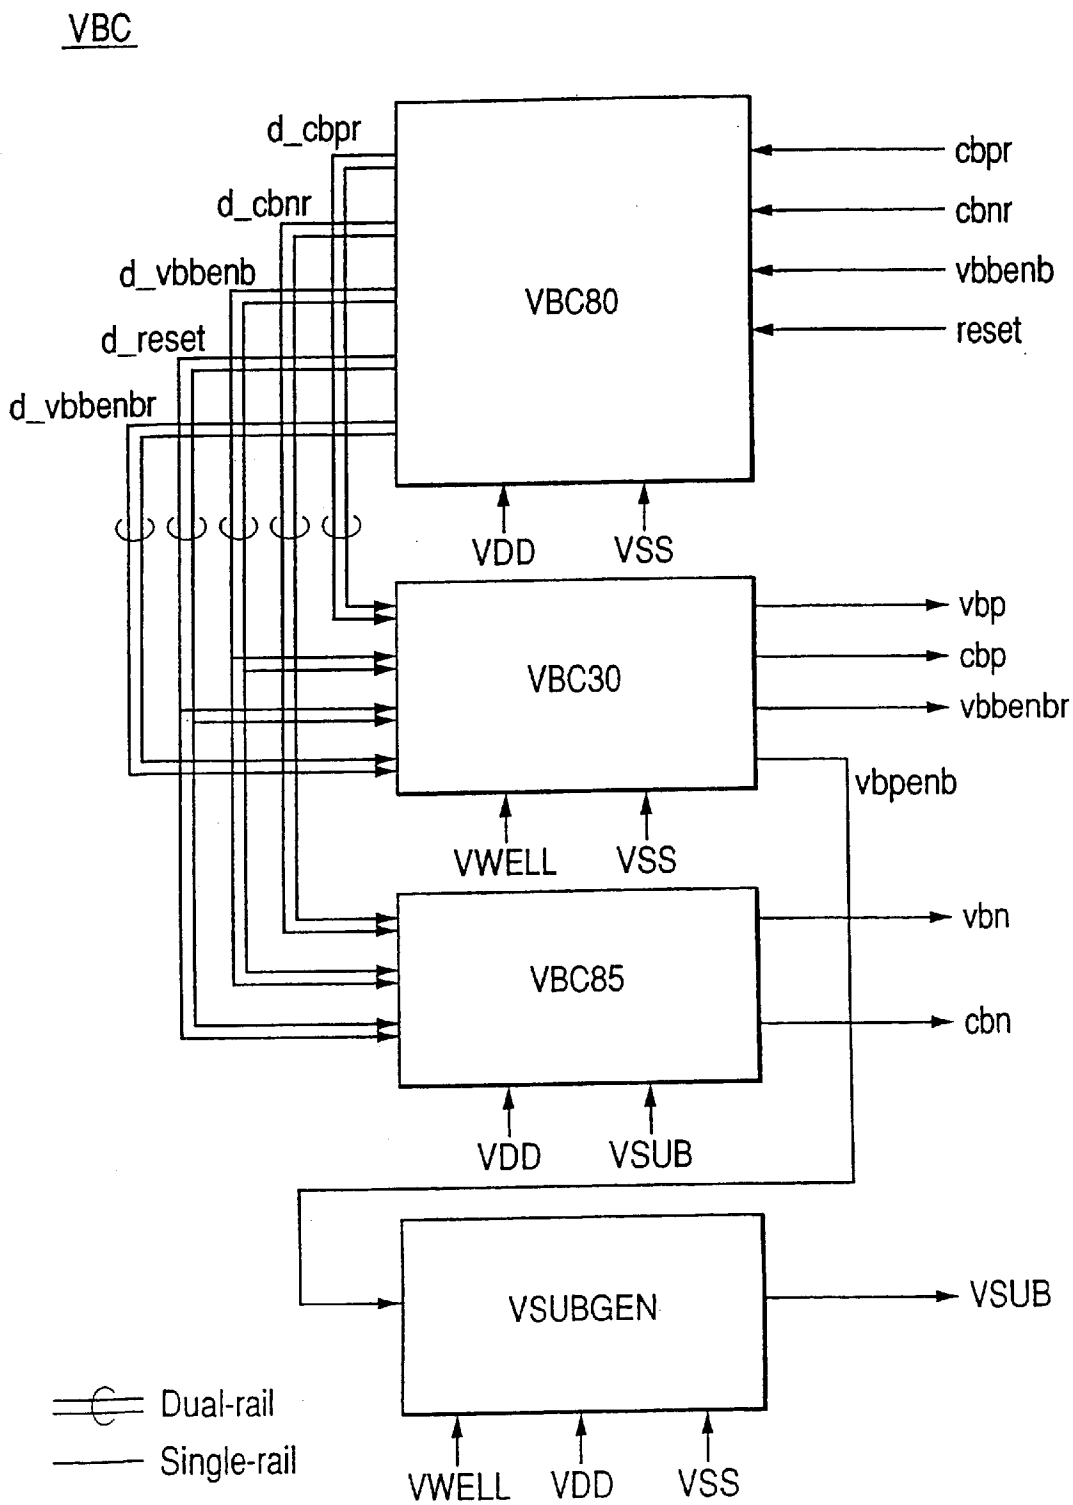 VBC
d_cbpr
cbpr
d_cbnr
cbnr
d_vbbenb
vbbenb
VBC80
d_reset
reset
d_vbbenbr
VDD
VSS
vbp
cbp
VBC30
vbbenbr
vbpenb
VWELL
VSS
vbn
VBC85
cbn
VDD
VSUB
VSUBGEN
VSUB
Dual-rail
Single-rail
VWELL
VDD
VSS